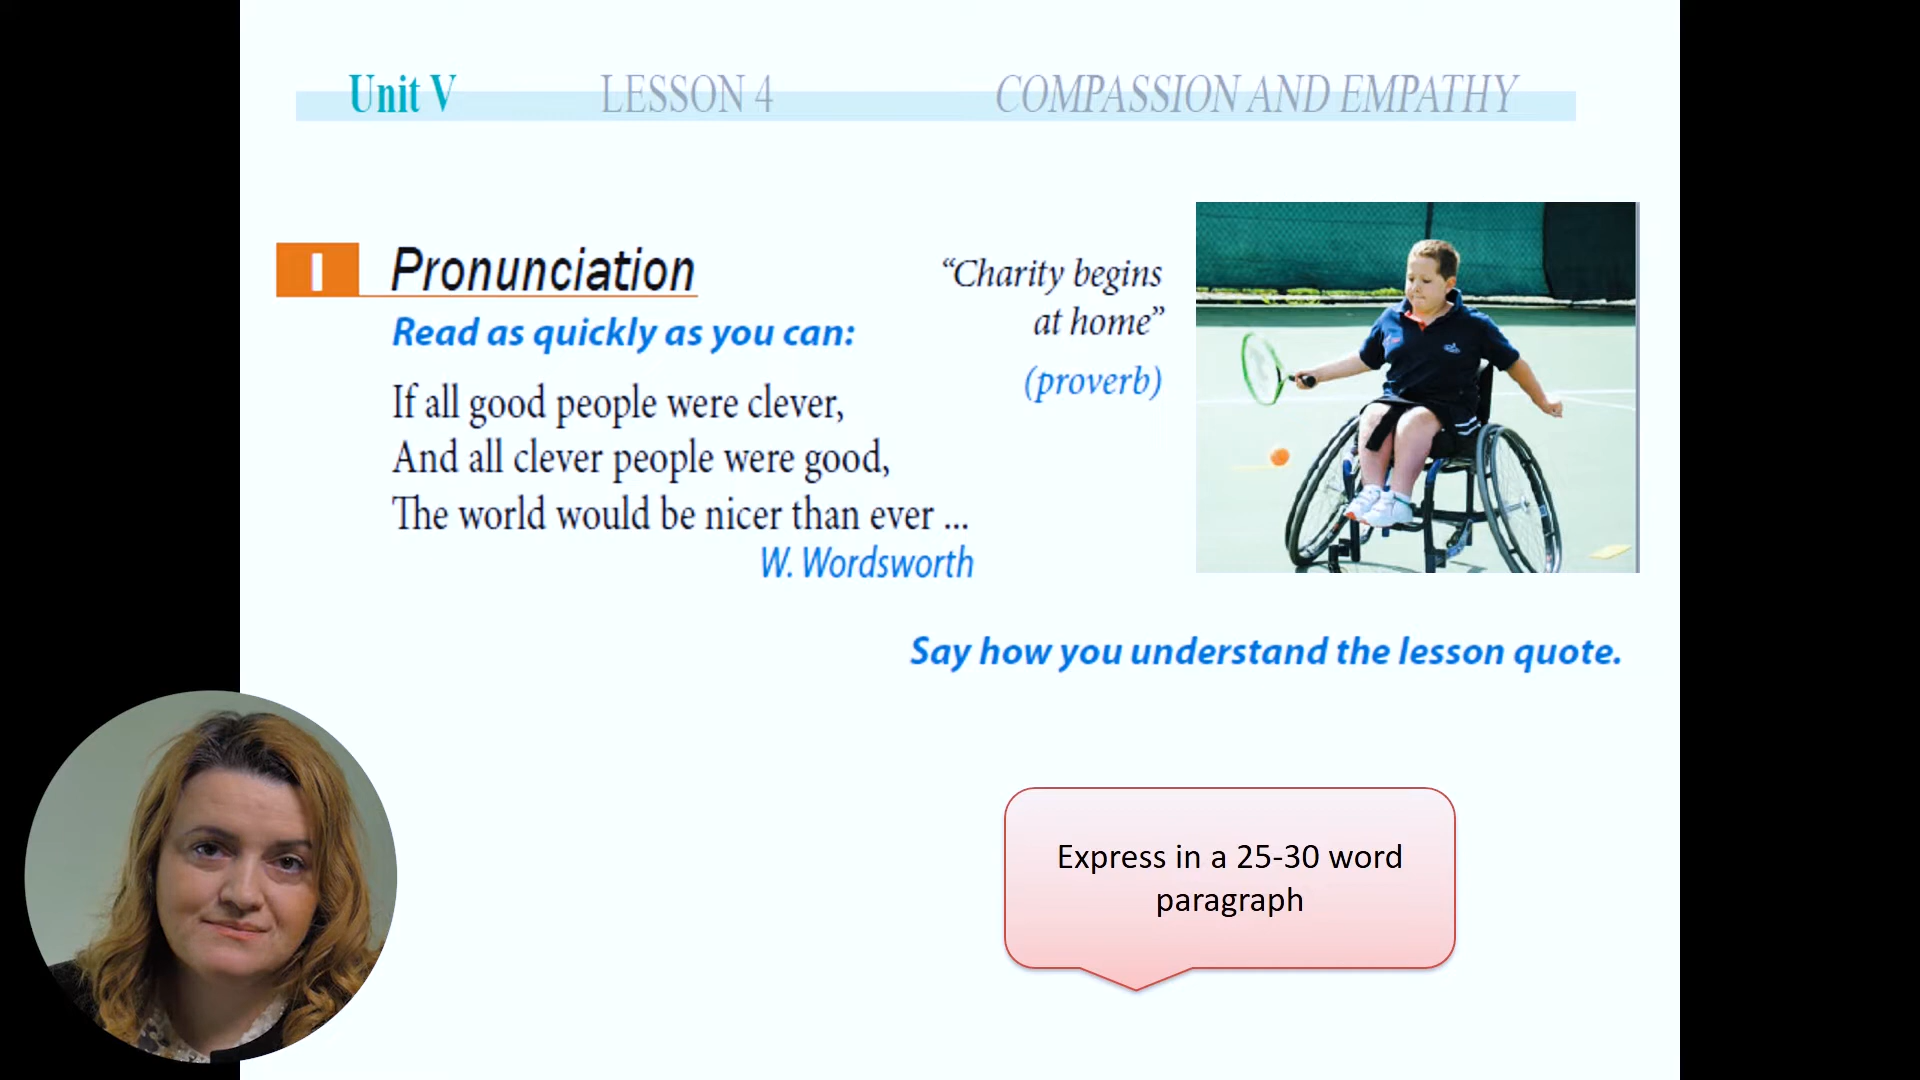 Unit V LESSON 4 COMPASSION AND EMPATHY
I Pronunciation
Read as quickly as you can:
If all good people were clever,
And all clever people were good,
The world would be nicer than ever ...
W. Wordsworth
“Charity begins
at home”
(proverb)
Say how you understand the lesson quote.
Express in a 25-30 word
paragraph